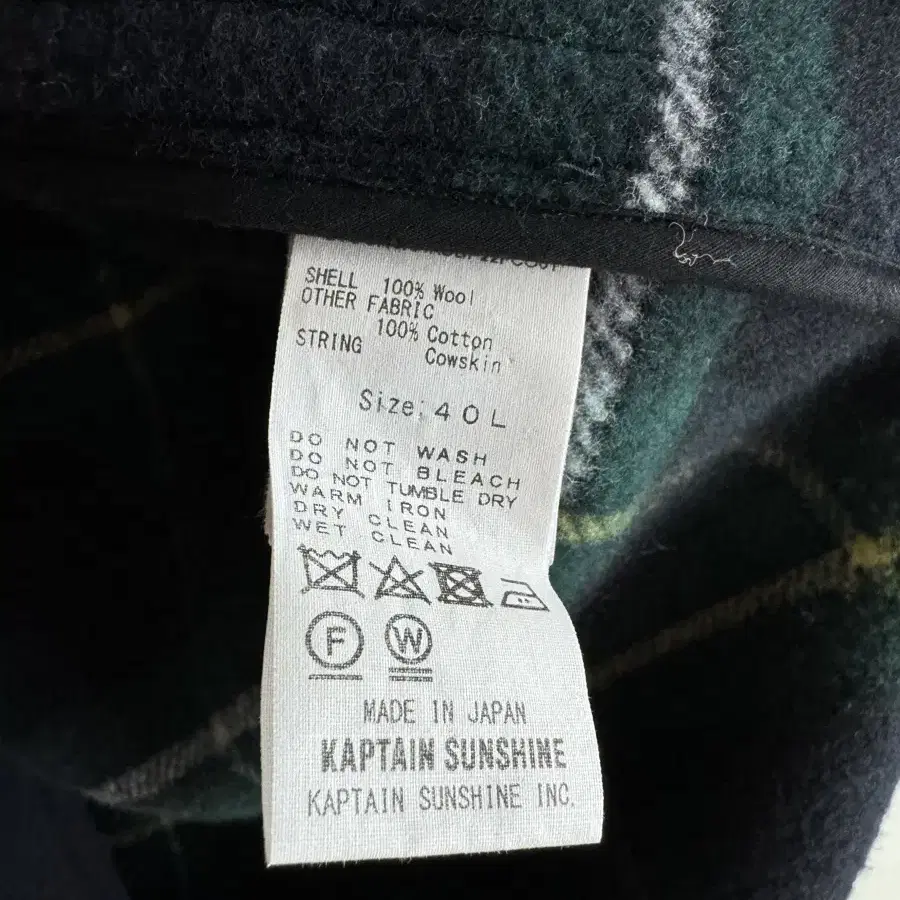 SHELL 100% Wool
OTHER FABRIC
100% Cotton
STRING Cowskin
Size: 40L
DO NOT WASH
DO NOT BLEACH
DO NOT TUMBLE DRY
WARM IRON
DRY CLEAN
WET CLEAN
F W
MADE IN JAPAN
KAPTAIN SUNSHINE
KAPTAIN SUNSHINE INC.